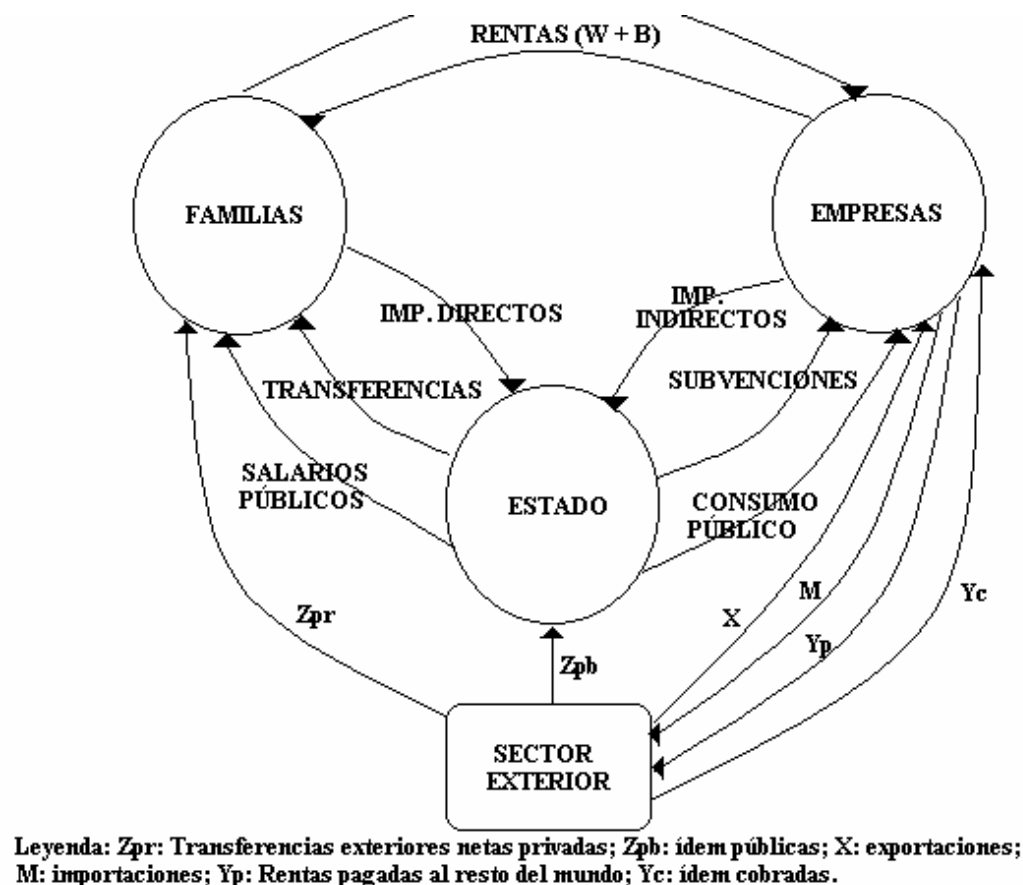 RENTAS (W + B)
FAMILIAS
EMPRESAS
IMP. DIRECTOS
IMP.
INDIRECTOS
TRANSFERENCIAS
SUBVENCIONES
SALARIOS
PÚBLICOS
ESTADO
CONSUMO
PÚBLICO
Zpr
Zpb
X
M
Yp
Yc
SECTOR
EXTERIOR
Leyenda: Zpr: Transferencias exteriores netas privadas; Zpb: ídem públicas; X: exportaciones;
M: importaciones; Yp: Rentas pagadas al resto del mundo; Yc: ídem cobradas.